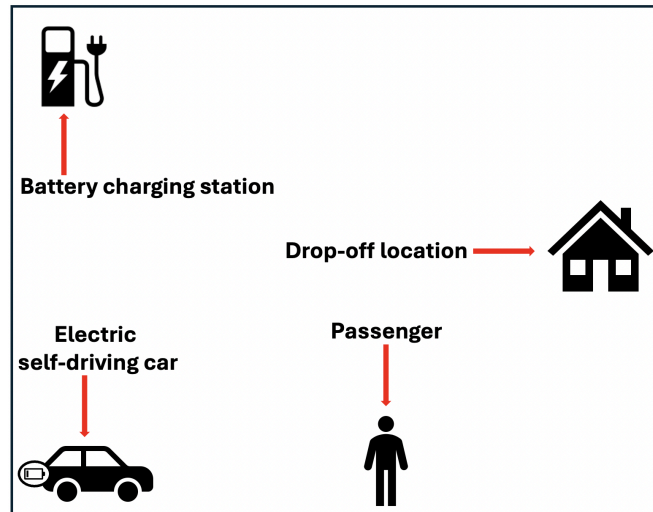 Battery charging station
Drop-off location
Electric
self-driving car
Passenger